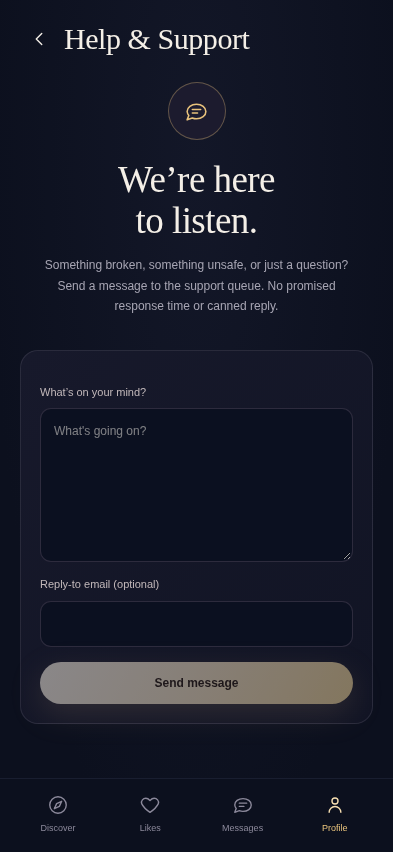 Help & Support
We’re here
to listen.
Something broken, something unsafe, or just a question?
Send a message to the support queue. No promised
response time or canned reply.
What’s on your mind?
What's going on?
Reply-to email (optional)
Send message
Discover
Likes
Messages
Profile